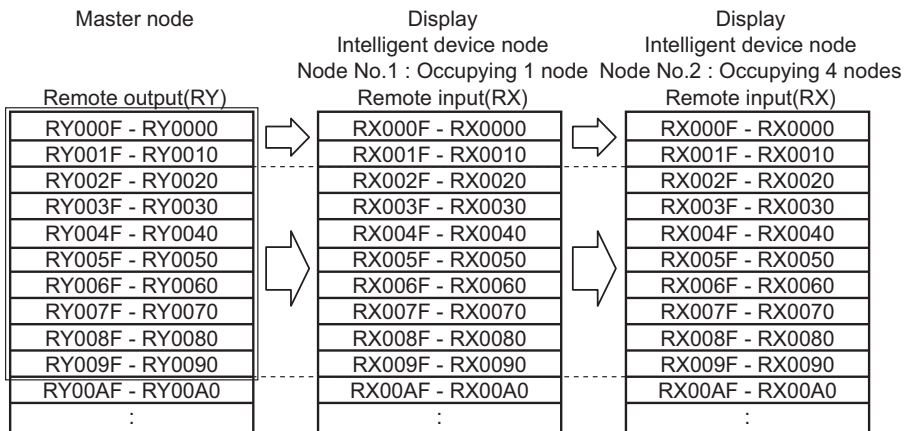 Master node
Display
Intelligent device node
Node No.1 : Occupying 1 node
Display
Intelligent device node
Node No.2 : Occupying 4 nodes
Remote output(RY)
Remote input(RX)
Remote input(RX)
RY000F - RY0000
RX000F - RX0000
RX000F - RX0000
RY001F - RY0010
RX001F - RX0010
RX001F - RX0010
RY002F - RY0020
RX002F - RX0020
RX002F - RX0020
RY003F - RY0030
RX003F - RX0030
RX003F - RX0030
RY004F - RY0040
RX004F - RX0040
RX004F - RX0040
RY005F - RY0050
RX005F - RX0050
RX005F - RX0050
RY006F - RY0060
RX006F - RX0060
RX006F - RX0060
RY007F - RY0070
RX007F - RX0070
RX007F - RX0070
RY008F - RY0080
RX008F - RX0080
RX008F - RX0080
RY009F - RY0090
RX009F - RX0090
RX009F - RX0090
RY00AF - RY00A0
RX00AF - RX00A0
RX00AF - RX00A0
:
:
: